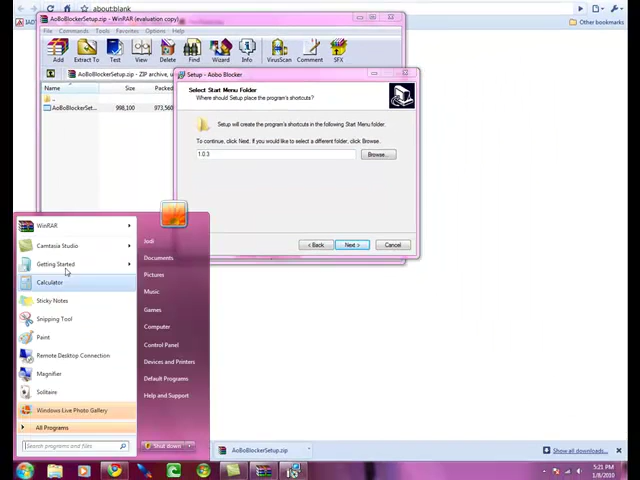 about:blank
Other bookmarks
AoBoBlockerSetup.zip - WinRAR (evaluation copy)
File Commands Tools Favorites Options Help
Add Extract To Test View Delete Find Wizard Info VirusScan Comment SFX
AoBoBlockerSetup.zip - ZIP archive, u
Name Size Packed
..
AoBoBlockerSet... 998,100 973,560
Setup - Aobo Blocker
Select Start Menu Folder
Where should Setup place the program's shortcuts?
Setup will create the program's shortcuts in the following Start Menu folder.
To continue, click Next. If you would like to select a different folder, click Browse.
1.0.3
Browse...
< Back Next > Cancel
WinRAR
Camtasia Studio
Getting Started
Calculator
Sticky Notes
Snipping Tool
Paint
Remote Desktop Connection
Magnifier
Solitaire
Windows Live Photo Gallery
All Programs
Search programs and files
Judi
Documents
Pictures
Music
Games
Computer
Control Panel
Devices and Printers
Default Programs
Help and Support
Shut down
AoBoBlockerSetup.zip
Show all downloads...
5:21 PM
1/8/2010